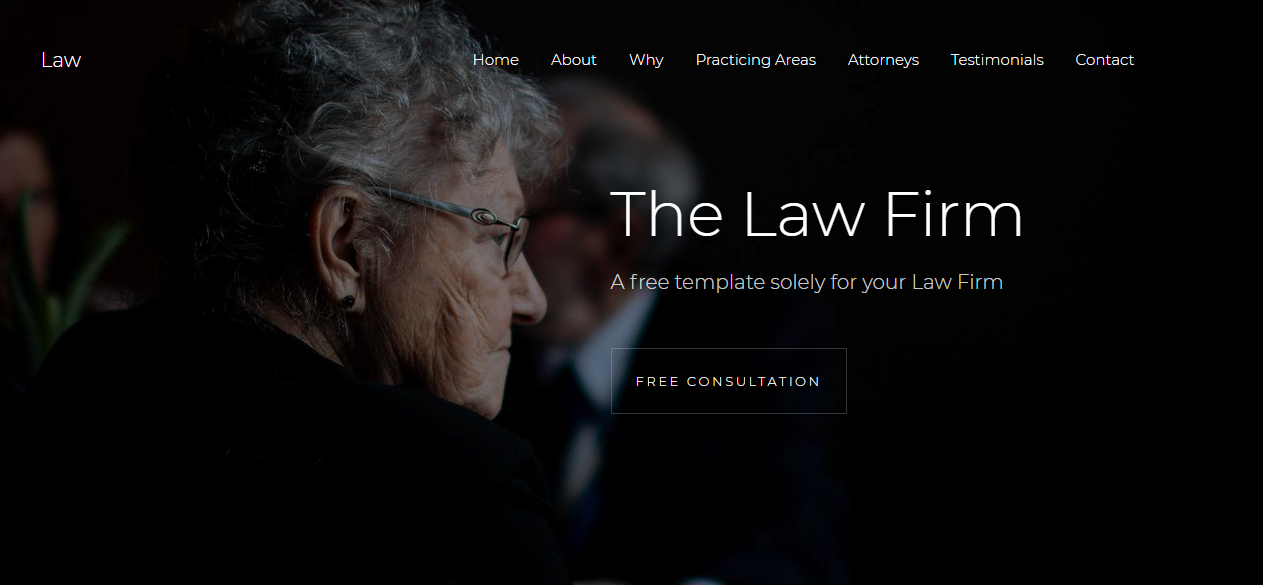 Law
Home About Why Practicing Areas Attorneys Testimonials Contact
The Law Firm
A free template solely for your Law Firm
FREE CONSULTATION